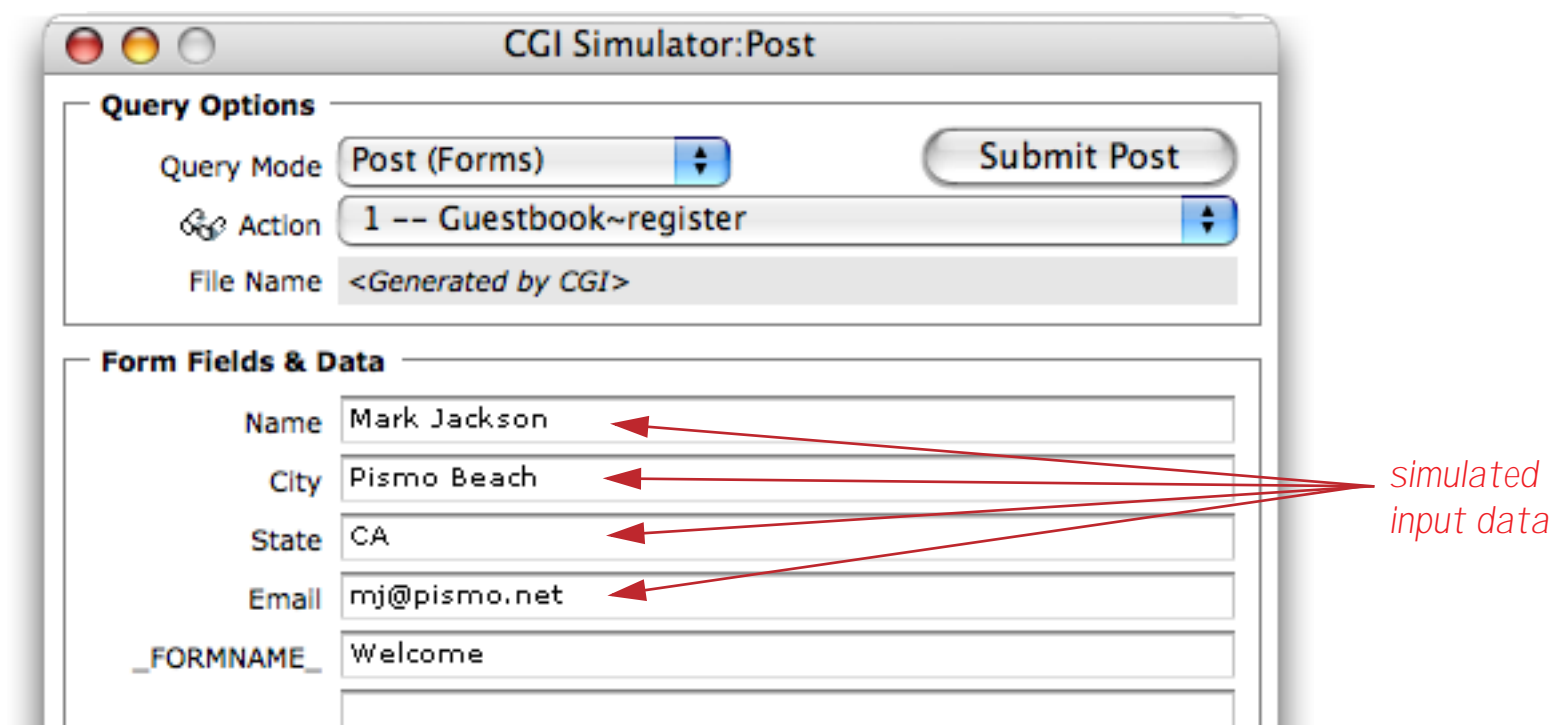 CGI Simulator:Post
Query Options
Query Mode Post (Forms) Submit Post
Action 1 -- Guestbook~register
File Name <Generated by CGI>
Form Fields & Data
Name Mark Jackson
City Pismo Beach
State CA
Email mj@pismo.net
_FORMNAME_ Welcome
simulated
input data